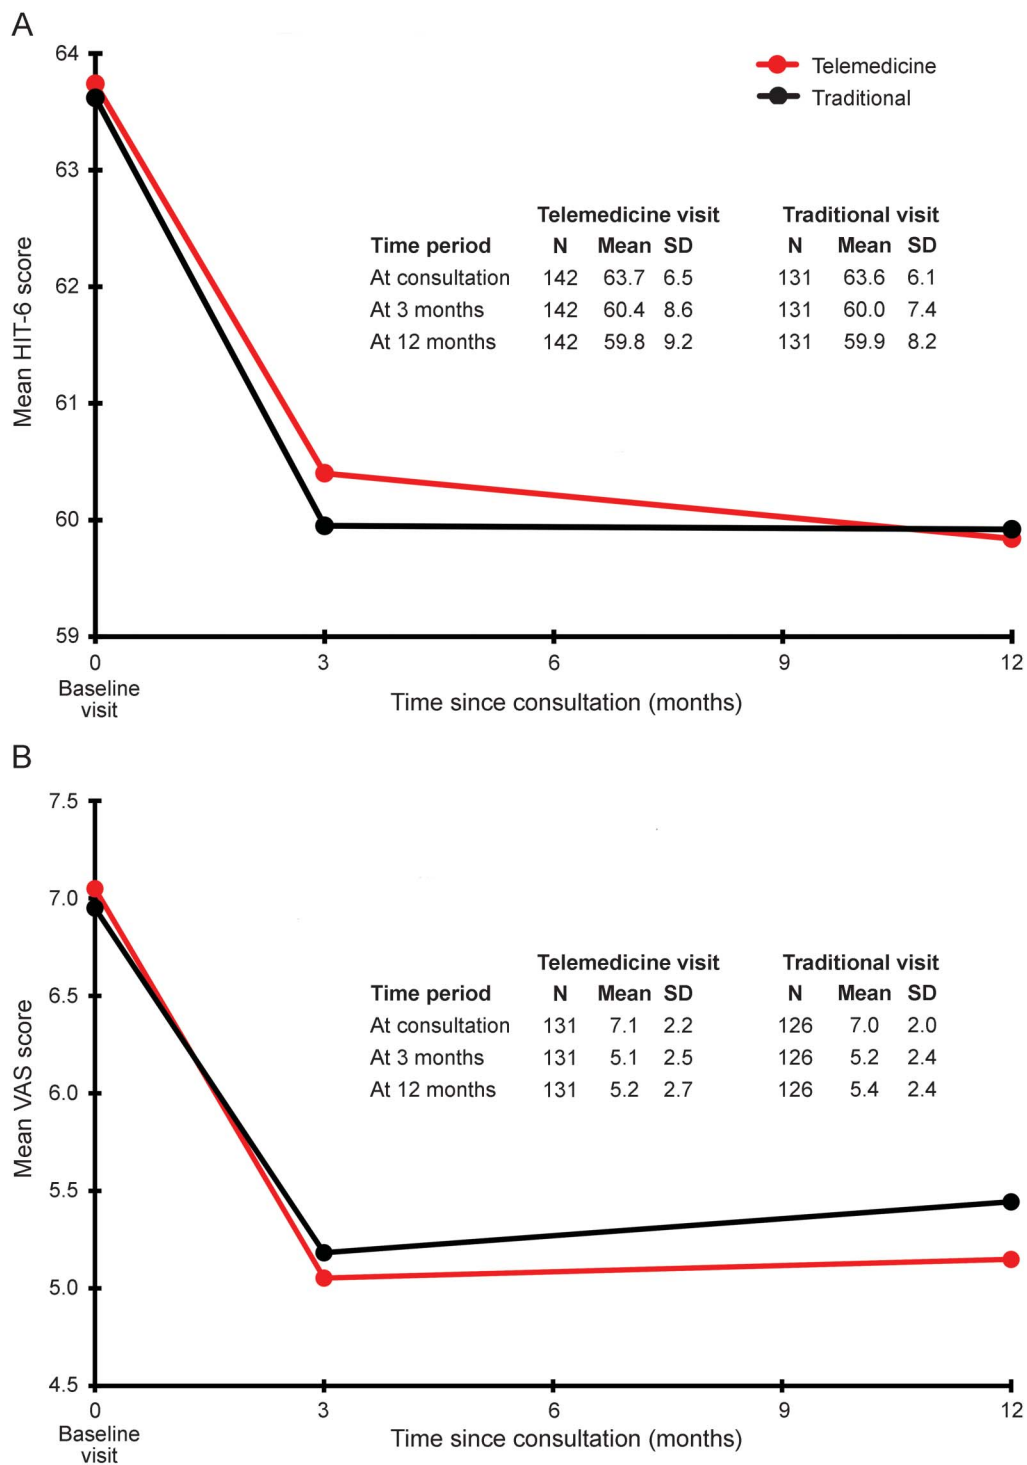 A
64
63
62
61
60
59
Mean HIT-6 score
Telemedicine
Traditional
Telemedicine visit Traditional visit
Time period N Mean SD N Mean SD
At consultation 142 63.7 6.5 131 63.6 6.1
At 3 months 142 60.4 8.6 131 60.0 7.4
At 12 months 142 59.8 9.2 131 59.9 8.2
0 3 6 9 12
Baseline
visit
Time since consultation (months)
B
7.5
7.0
6.5
6.0
5.5
5.0
4.5
Mean VAS score
Telemedicine visit Traditional visit
Time period N Mean SD N Mean SD
At consultation 131 7.1 2.2 126 7.0 2.0
At 3 months 131 5.1 2.5 126 5.2 2.4
At 12 months 131 5.2 2.7 126 5.4 2.4
0 3 6 9 12
Baseline
visit
Time since consultation (months)